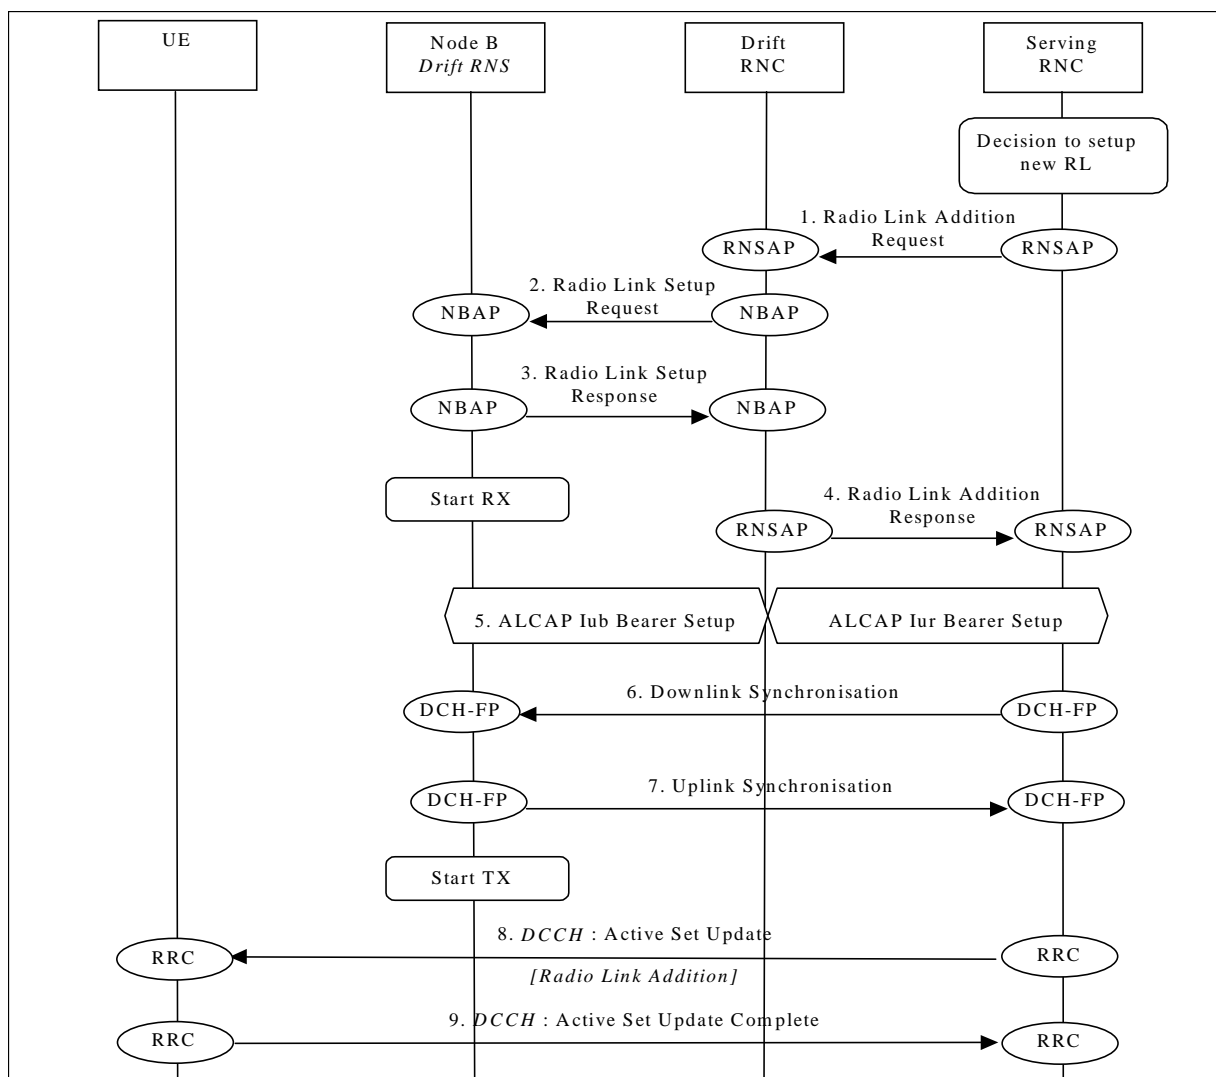 UE
Node B
Drift RNS
Drift
RNC
Serving
RNC
Decision to setup
new RL
1. Radio Link Addition
Request
RNSAP
RNSAP
2. Radio Link Setup
Request
NBAP
NBAP
3. Radio Link Setup
Response
NBAP
NBAP
Start RX
4. Radio Link Addition
Response
RNSAP
RNSAP
5. ALCAP Iub Bearer Setup
ALCAP Iur Bearer Setup
6. Downlink Synchronisation
DCH-FP
DCH-FP
7. Uplink Synchronisation
DCH-FP
DCH-FP
Start TX
8. DCCH : Active Set Update
RRC
RRC
[Radio Link Addition]
9. DCCH : Active Set Update Complete
RRC
RRC